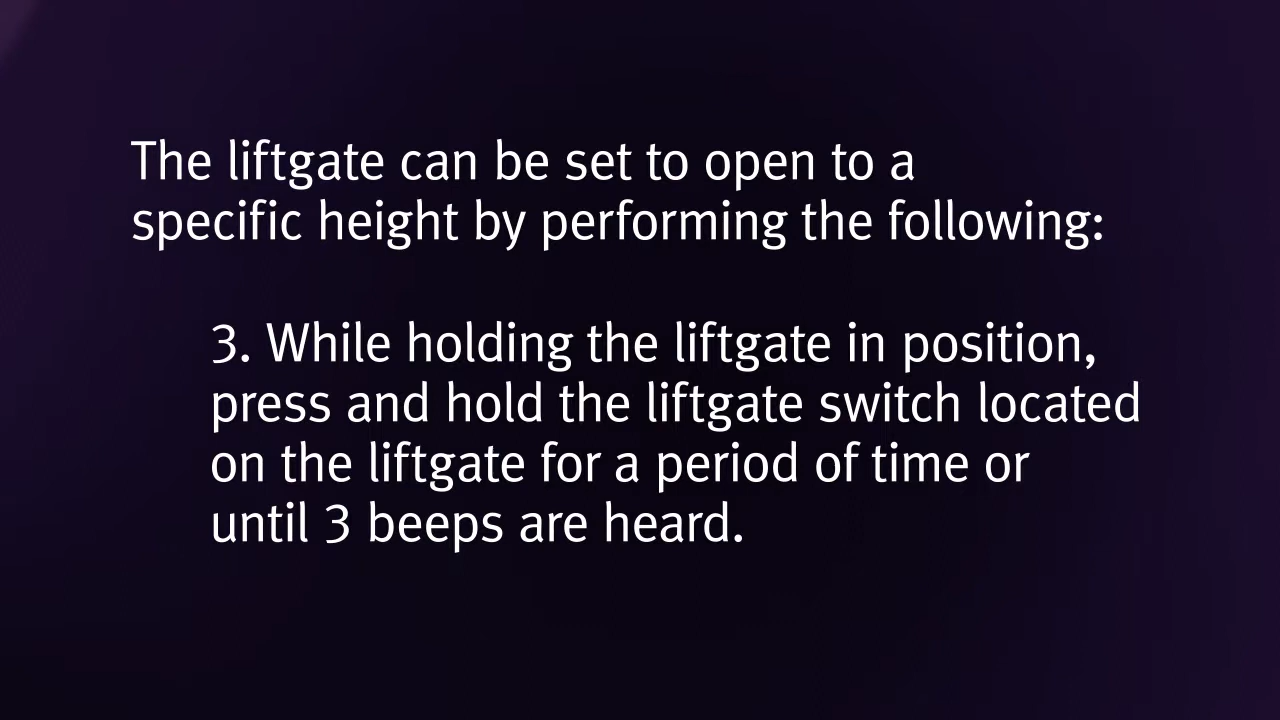 The liftgate can be set to open to a
specific height by performing the following:
3. While holding the liftgate in position,
press and hold the liftgate switch located
on the liftgate for a period of time or
until 3 beeps are heard.